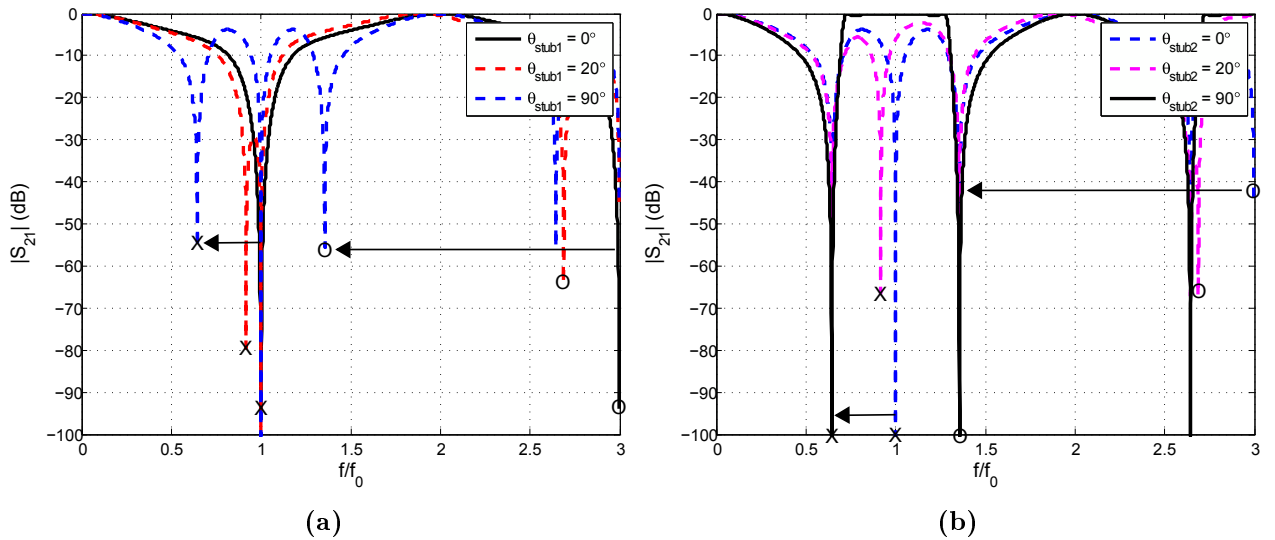 0
−10
−20
−30
−40
−50
−60
−70
−80
−90
−100
|S21| (dB)
0
0.5
1
1.5
2
2.5
3
f/f0
θstub1 = 0°
θstub1 = 20°
θstub1 = 90°
X
X
X
O
O
O
(a)
0
−10
−20
−30
−40
−50
−60
−70
−80
−90
−100
|S21| (dB)
0
0.5
1
1.5
2
2.5
3
f/f0
θstub2 = 0°
θstub2 = 20°
θstub2 = 90°
X
X
X
O
O
O
(b)